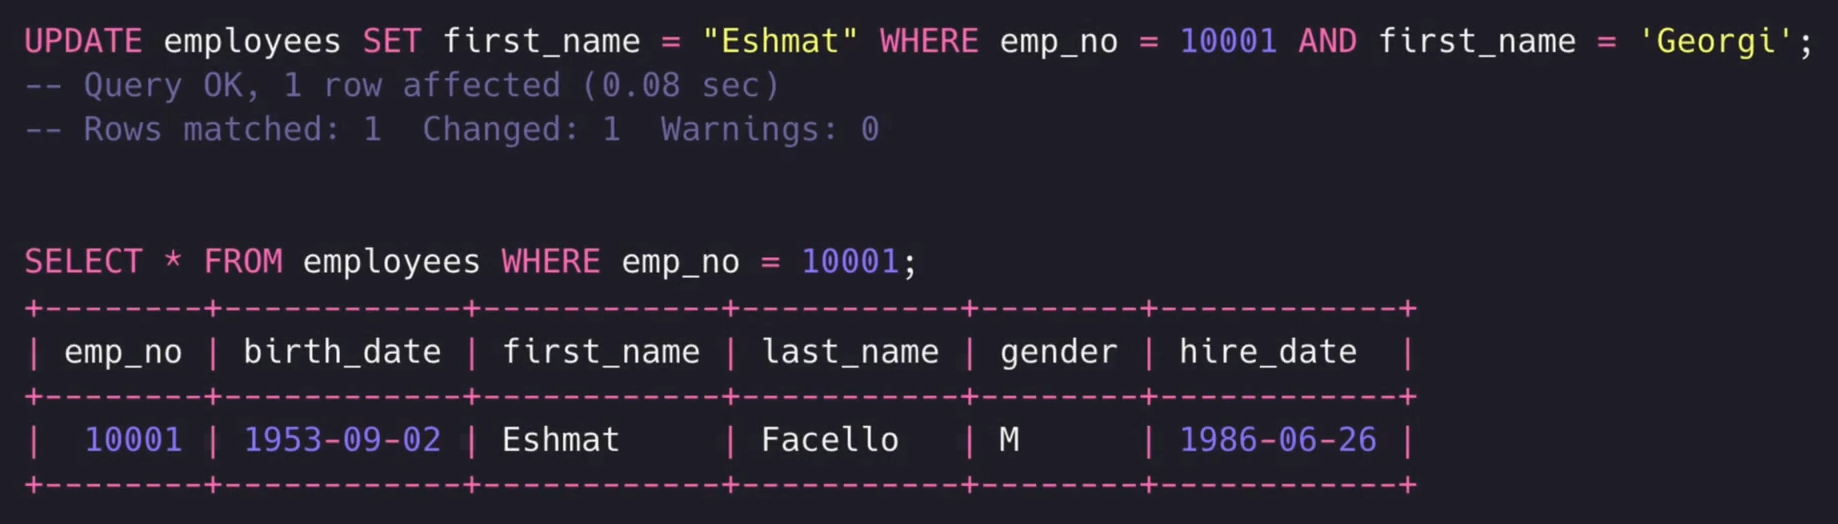 UPDATE employees SET first_name = "Eshmat" WHERE emp_no = 10001 AND first_name = 'Georgi';
-- Query OK, 1 row affected (0.08 sec)
-- Rows matched: 1  Changed: 1  Warnings: 0
SELECT * FROM employees WHERE emp_no = 10001;
+--------+------------+------------+-----------+--------+------------+
| emp_no | birth_date | first_name | last_name | gender | hire_date  |
+--------+------------+------------+-----------+--------+------------+
|  10001 | 1953-09-02 | Eshmat     | Facello   | M      | 1986-06-26 |
+--------+------------+------------+-----------+--------+------------+